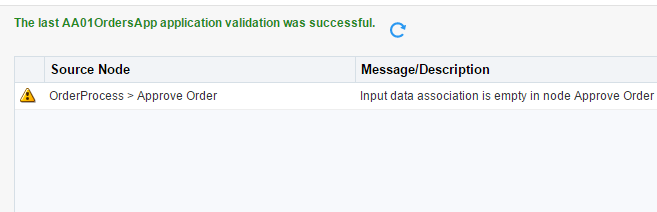 The last AA01OrdersApp application validation was successful.
Source Node Message/Description
OrderProcess > Approve Order Input data association is empty in node Approve Order